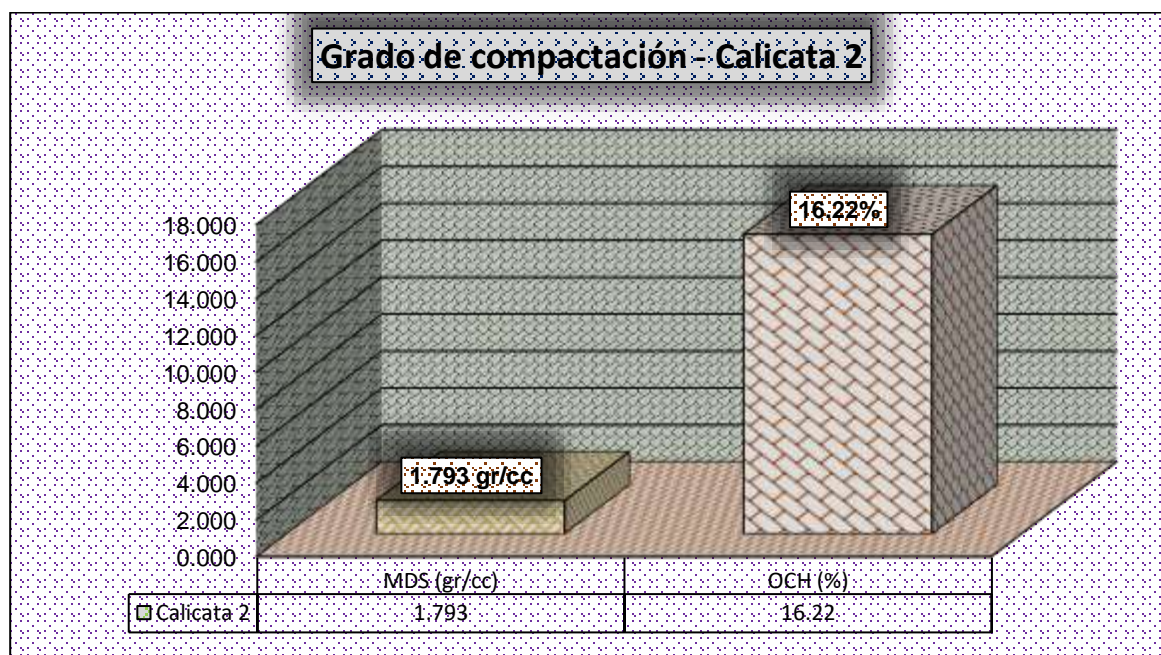 Grado de compactación - Calicata 2
18.000
16.000
14.000
12.000
10.000
8.000
6.000
4.000
2.000
0.000
16.22%
1.793 gr/cc
MDS (gr/cc) OCH (%)
Calicata 2 1.793 16.22